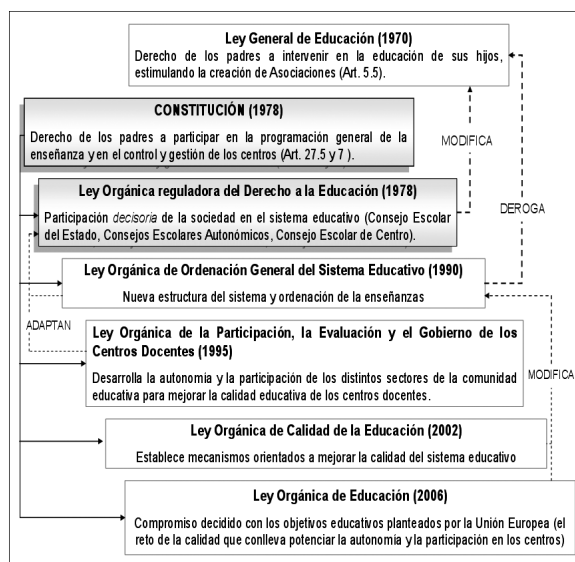 Ley General de Educación (1970)
Derecho de los padres a intervenir en la educación de sus hijos,
estimulando la creación de Asociaciones (Art. 5.5).
CONSTITUCIÓN (1978)
Derecho de los padres a participar en la programación general de la
enseñanza y en el control y gestión de los centros (Art. 27.5 y 7 ).
MODIFICA
Ley Orgánica reguladora del Derecho a la Educación (1978)
Participación decisoria de la sociedad en el sistema educativo (Consejo Escolar
del Estado, Consejos Escolares Autonómicos, Consejo Escolar de Centro).
DEROGA
Ley Orgánica de Ordenación General del Sistema Educativo (1990)
Nueva estructura del sistema y ordenación de la enseñanzas
ADAPTAN
Ley Orgánica de la Participación, la Evaluación y el Gobierno de los
Centros Docentes (1995)
Desarrolla la autonomía y la participación de los distintos sectores de la comunidad
educativa para mejorar la calidad educativa de los centros docentes.
MODIFICA
Ley Orgánica de Calidad de la Educación (2002)
Establece mecanismos orientados a mejorar la calidad del sistema educativo
Ley Orgánica de Educación (2006)
Compromiso decidido con los objetivos educativos planteados por la Unión Europea (el
reto de la calidad que conlleva potenciar la autonomía y la participación en los centros)